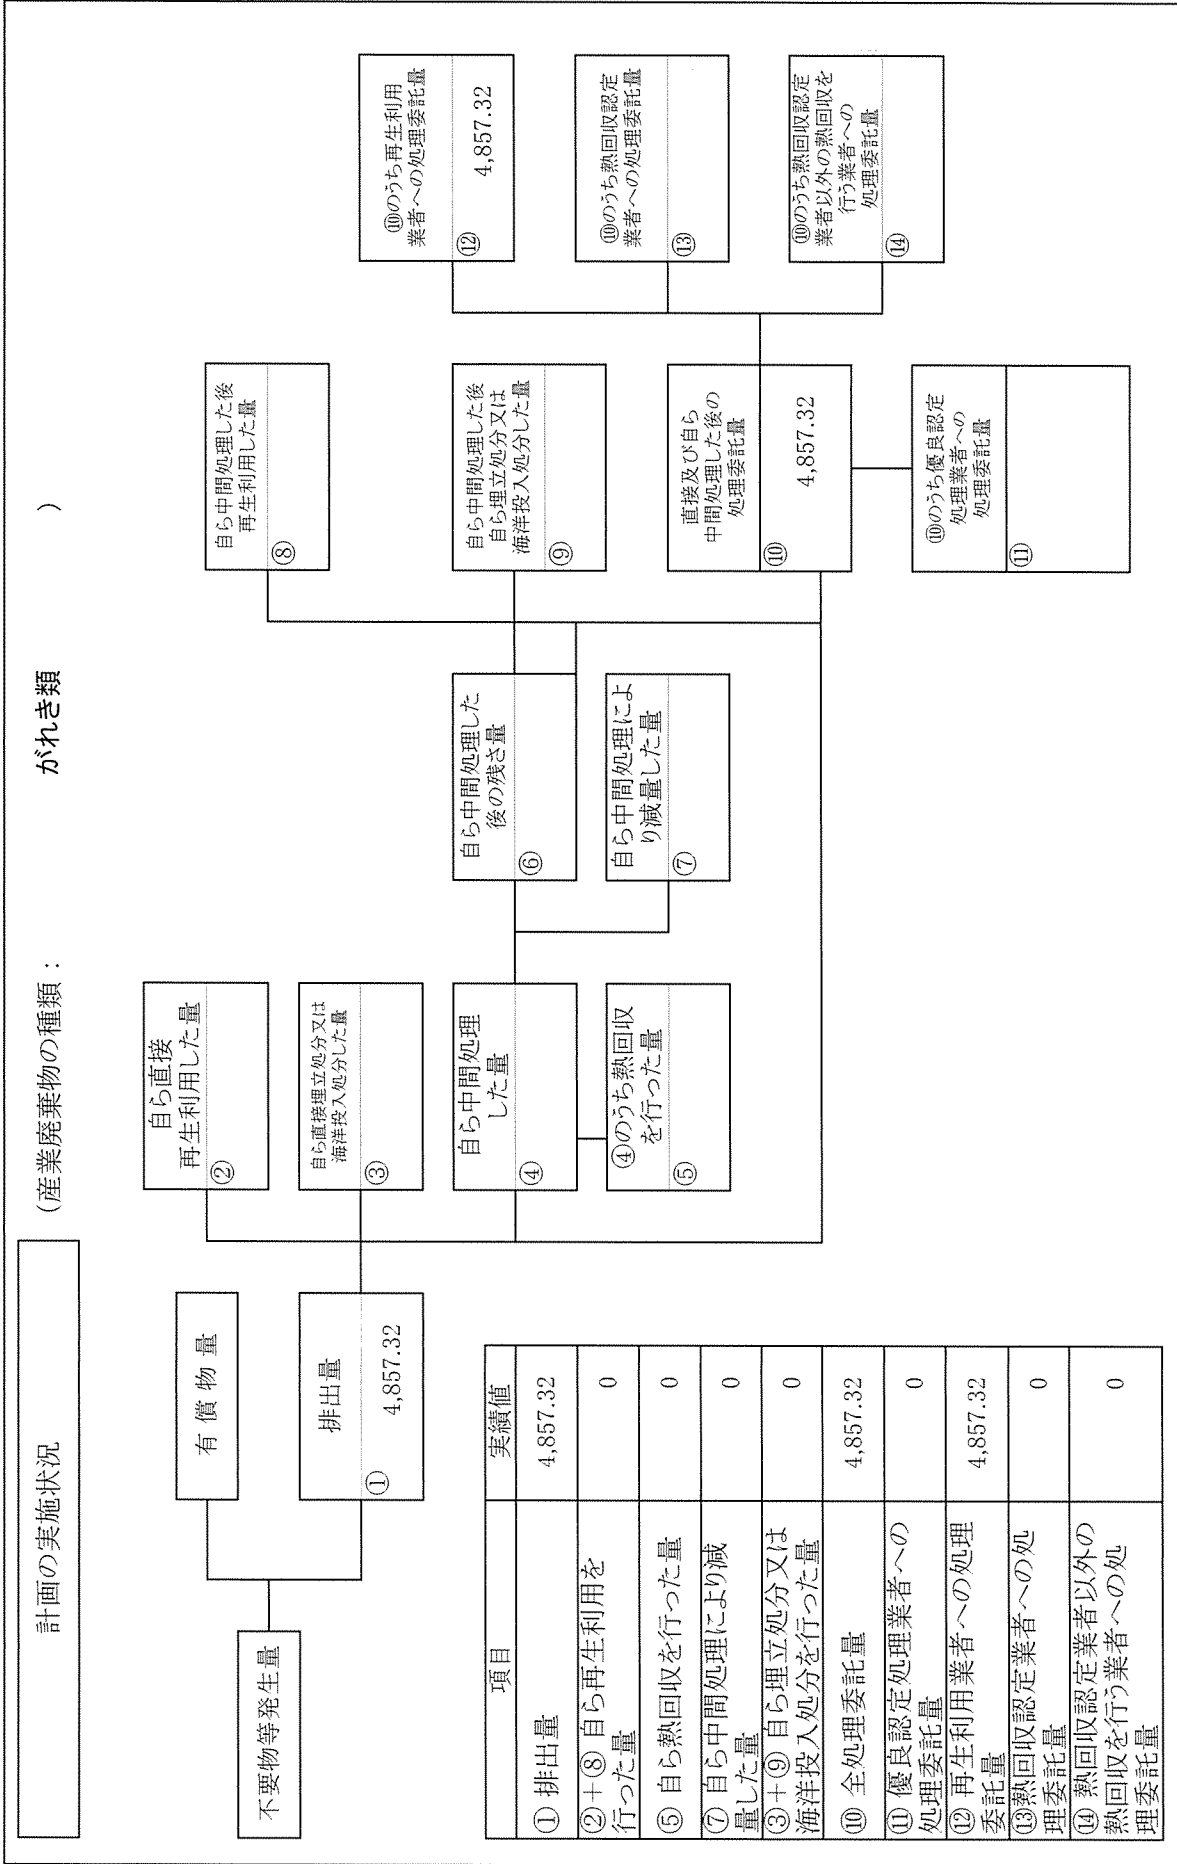 計画の実施状況
(産業廃棄物の種類： がれき類 )
不要物等発生量
有 償 物 量
排出量
①
4,857.32
自ら直接
再生利用した量
②
自ら直接埋立処分又は
海洋投入処分した量
③
自ら中間処理
した量
④
④のうち熱回収
を行った量
⑤
自ら中間処理した
後の残さ量
⑥
自ら中間処理によ
り減量した量
⑦
自ら中間処理した後
再生利用した量
⑧
自ら中間処理した後
自ら埋立処分又は
海洋投入処分した量
⑨
直接及び自ら
中間処理した後の
処理委託量
⑩
4,857.32
⑩のうち優良認定
処理業者への
処理委託量
⑪
⑩のうち再生利用
業者への処理委託量
⑫
4,857.32
⑩のうち熱回収認定
業者への処理委託量
⑬
⑩のうち熱回収認定
業者以外の熱回収を
行う業者への
処理委託量
⑭
項目 実績値
① 排出量 4,857.32
②＋⑧ 自ら再生利用を
行った量 0
⑤ 自ら熱回収を行った量 0
⑦ 自ら中間処理により減
量した量 0
③＋⑨ 自ら埋立処分又は
海洋投入処分を行った量 0
⑩ 全処理委託量 4,857.32
⑪ 優良認定処理業者への
処理委託量 0
⑫ 再生利用業者への処理
委託量 4,857.32
⑬熱回収認定業者への処
理委託量 0
⑭ 熱回収認定業者以外の
熱回収を行う業者への処
理委託量 0